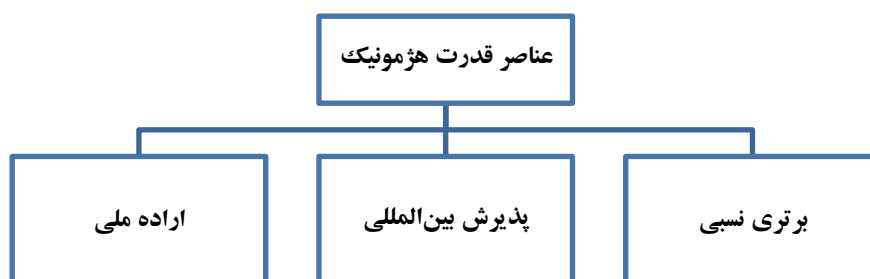 عناصر قدرت هژمونیک
برتری نسبی
پذیرش بین‌المللی
اراده ملی